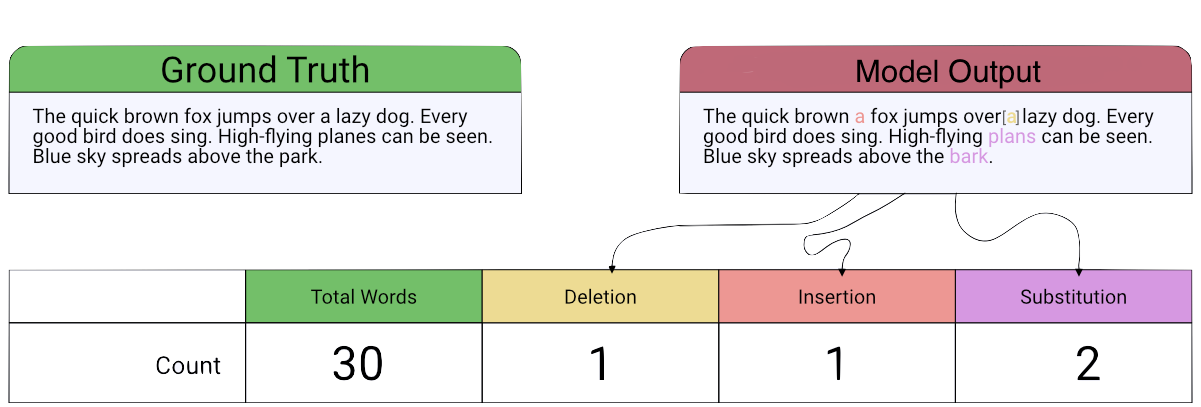 Ground Truth
The quick brown fox jumps over a lazy dog. Every
good bird does sing. High-flying planes can be seen.
Blue sky spreads above the park.
Model Output
The quick brown a fox jumps over[a]lazy dog. Every
good bird does sing. High-flying plans can be seen.
Blue sky spreads above the bark.
Total Words Deletion Insertion Substitution
Count 30 1 1 2